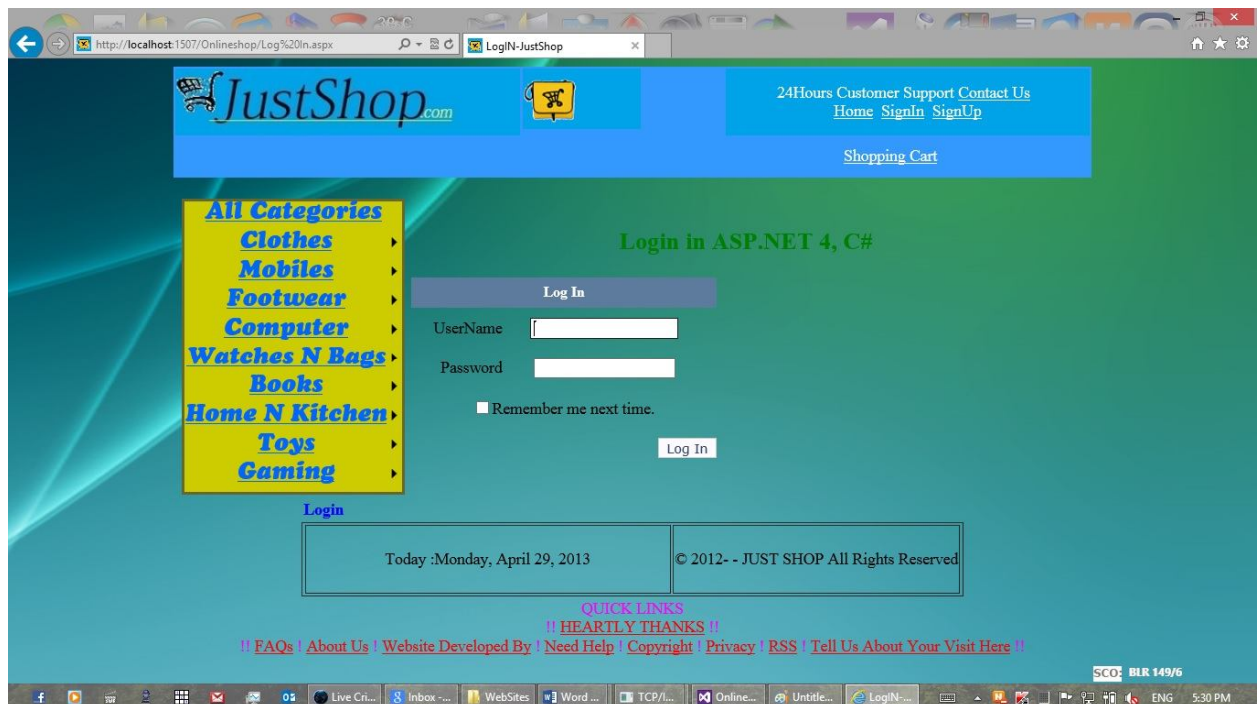 http://localhost:1507/Onlineshop/Log%20In.aspx
LogIN-JustShop
JustShop.com
24Hours Customer Support Contact Us
Home SignIn SignUp
Shopping Cart
All Categories
Clothes
Mobiles
Footwear
Computer
Watches N Bags
Books
Home N Kitchen
Toys
Gaming
Login in ASP.NET 4, C#
Log In
UserName
Password
Remember me next time.
Log In
Login
Today :Monday, April 29, 2013
© 2012- - JUST SHOP All Rights Reserved
QUICK LINKS
!! HEARTLY THANKS !!
!! FAQs ! About Us ! Website Developed By ! Need Help ! Copyright ! Privacy ! RSS ! Tell Us About Your Visit Here !!
SCO: BLR 149/6
Live Cri... Inbox -... WebSites Word ... TCP/I... Online... Untitle... LogIN-... ENG 5:30 PM